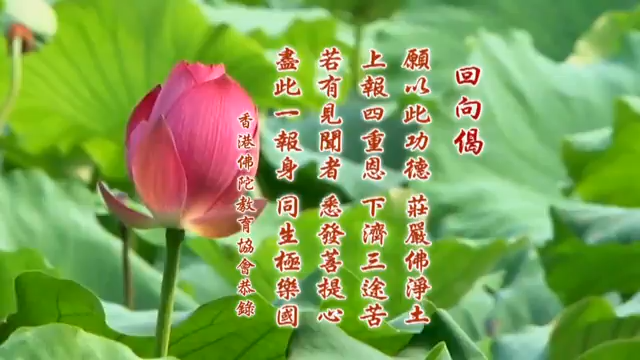 回向偈
願以此功德 莊嚴佛淨土
上報四重恩 下濟三途苦
若有見聞者 悉發菩提心
盡此一報身 同生極樂國
香港佛陀教育協會恭錄